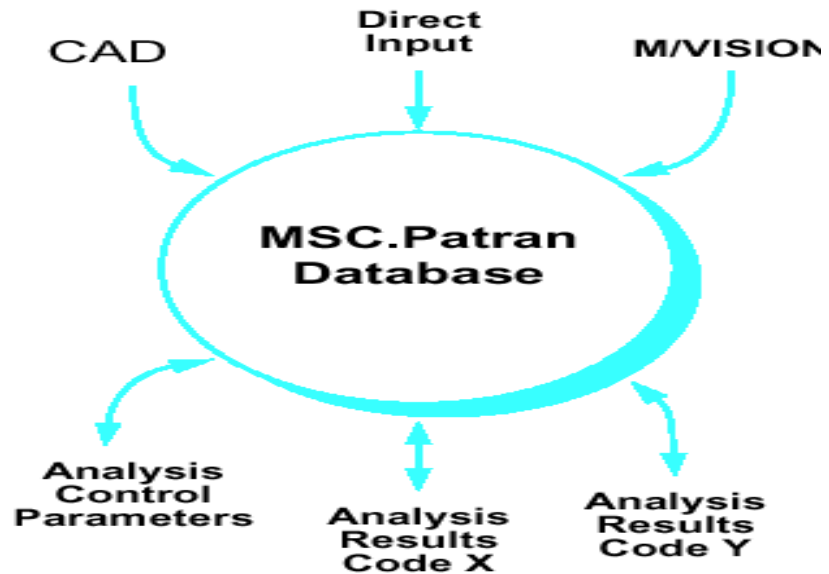 CAD
Direct
Input
M/VISION
MSC.Patran
Database
Analysis
Control
Parameters
Analysis
Results
Code X
Analysis
Results
Code Y